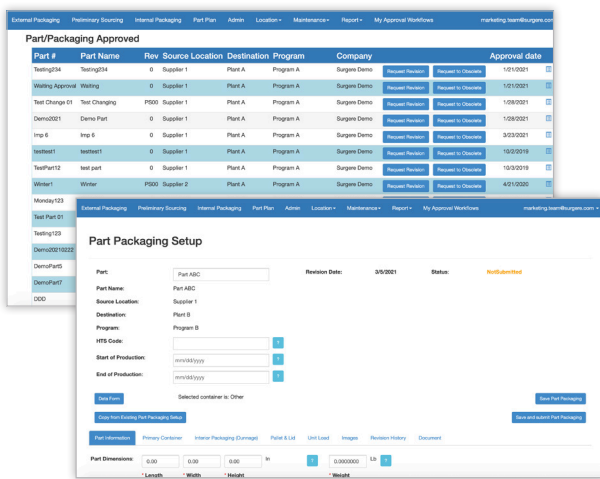 External Packaging Preliminary Sourcing Internal Packaging Part Plan Admin Location Maintenance Report My Approval Workflows marketing.team@surgere.com
Part/Packaging Approved
Part # Part Name Rev Source Location Destination Program Company Approval date
Testing234 Testing234 0 Supplier 1 Plant A Program A Surgere Demo Request Revision Request to Obsolete 1/21/2021
Waiting Approval Waiting 0 Supplier 1 Plant A Program A Surgere Demo Request Revision Request to Obsolete 1/21/2021
Test Change 01 Test Changing PS00 Supplier 1 Plant A Program A Surgere Demo Request Revision Request to Obsolete 1/28/2021
Demo2021 Demo Part 0 Supplier 1 Plant A Program A Surgere Demo Request Revision Request to Obsolete 1/28/2021
Imp 6 Imp 6 0 Supplier 1 Plant A Program A Surgere Demo Request Revision Request to Obsolete 3/23/2021
testtest1 testtest1 0 Supplier 1 Plant A Program A Surgere Demo Request Revision Request to Obsolete 10/2/2019
TestPart12 test part 0 Supplier 1 Plant A Program A Surgere Demo Request Revision Request to Obsolete 10/3/2019
Winter1 Winter PS00 Supplier 2 Plant A Program A Surgere Demo Request Revision Request to Obsolete 4/21/2020
Monday123
Test Part 01
Testing123
Demo20210222
DemoPart5
DemoPart7
DDD
External Packaging Preliminary Sourcing Internal Packaging Part Plan Admin Location Maintenance Report My Approval Workflows marketing.team@surgere.com
Part Packaging Setup
Part: Part ABC Revision Date: 3/5/2021 Status: NotSubmitted
Part Name: Part ABC
Source Location: Supplier 1
Destination: Plant B
Program: Program B
HTS Code: ?
Start of Production: mm/dd/yyyy ?
End of Production: mm/dd/yyyy ?
Data Form Selected container is: Other Save Part Packaging
Copy from Existing Part Packaging Setup Save and submit Part Packaging
Part Information Primary Container Interior Packaging (Dunnage) Pallet & Lid Unit Load Images Revision History Document
Part Dimensions: 0.00 0.00 0.00 In ? 0.0000000 Lb ?
* Length * Width * Height * Weight